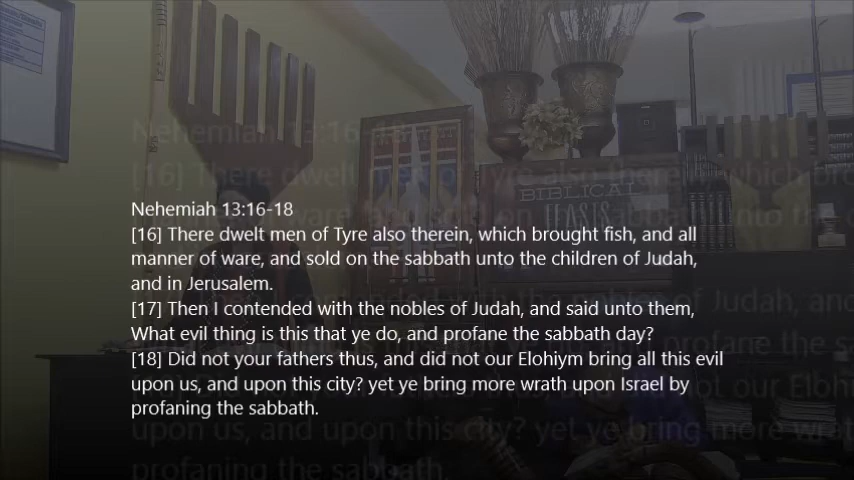 BIBLICAL
FEASTS
Nehemiah 13:16-18
[16] There dwelt men of Tyre also therein, which brought fish, and all
manner of ware, and sold on the sabbath unto the children of Judah,
and in Jerusalem.
[17] Then I contended with the nobles of Judah, and said unto them,
What evil thing is this that ye do, and profane the sabbath day?
[18] Did not your fathers thus, and did not our Elohiym bring all this evil
upon us, and upon this city? yet ye bring more wrath upon Israel by
profaning the sabbath.